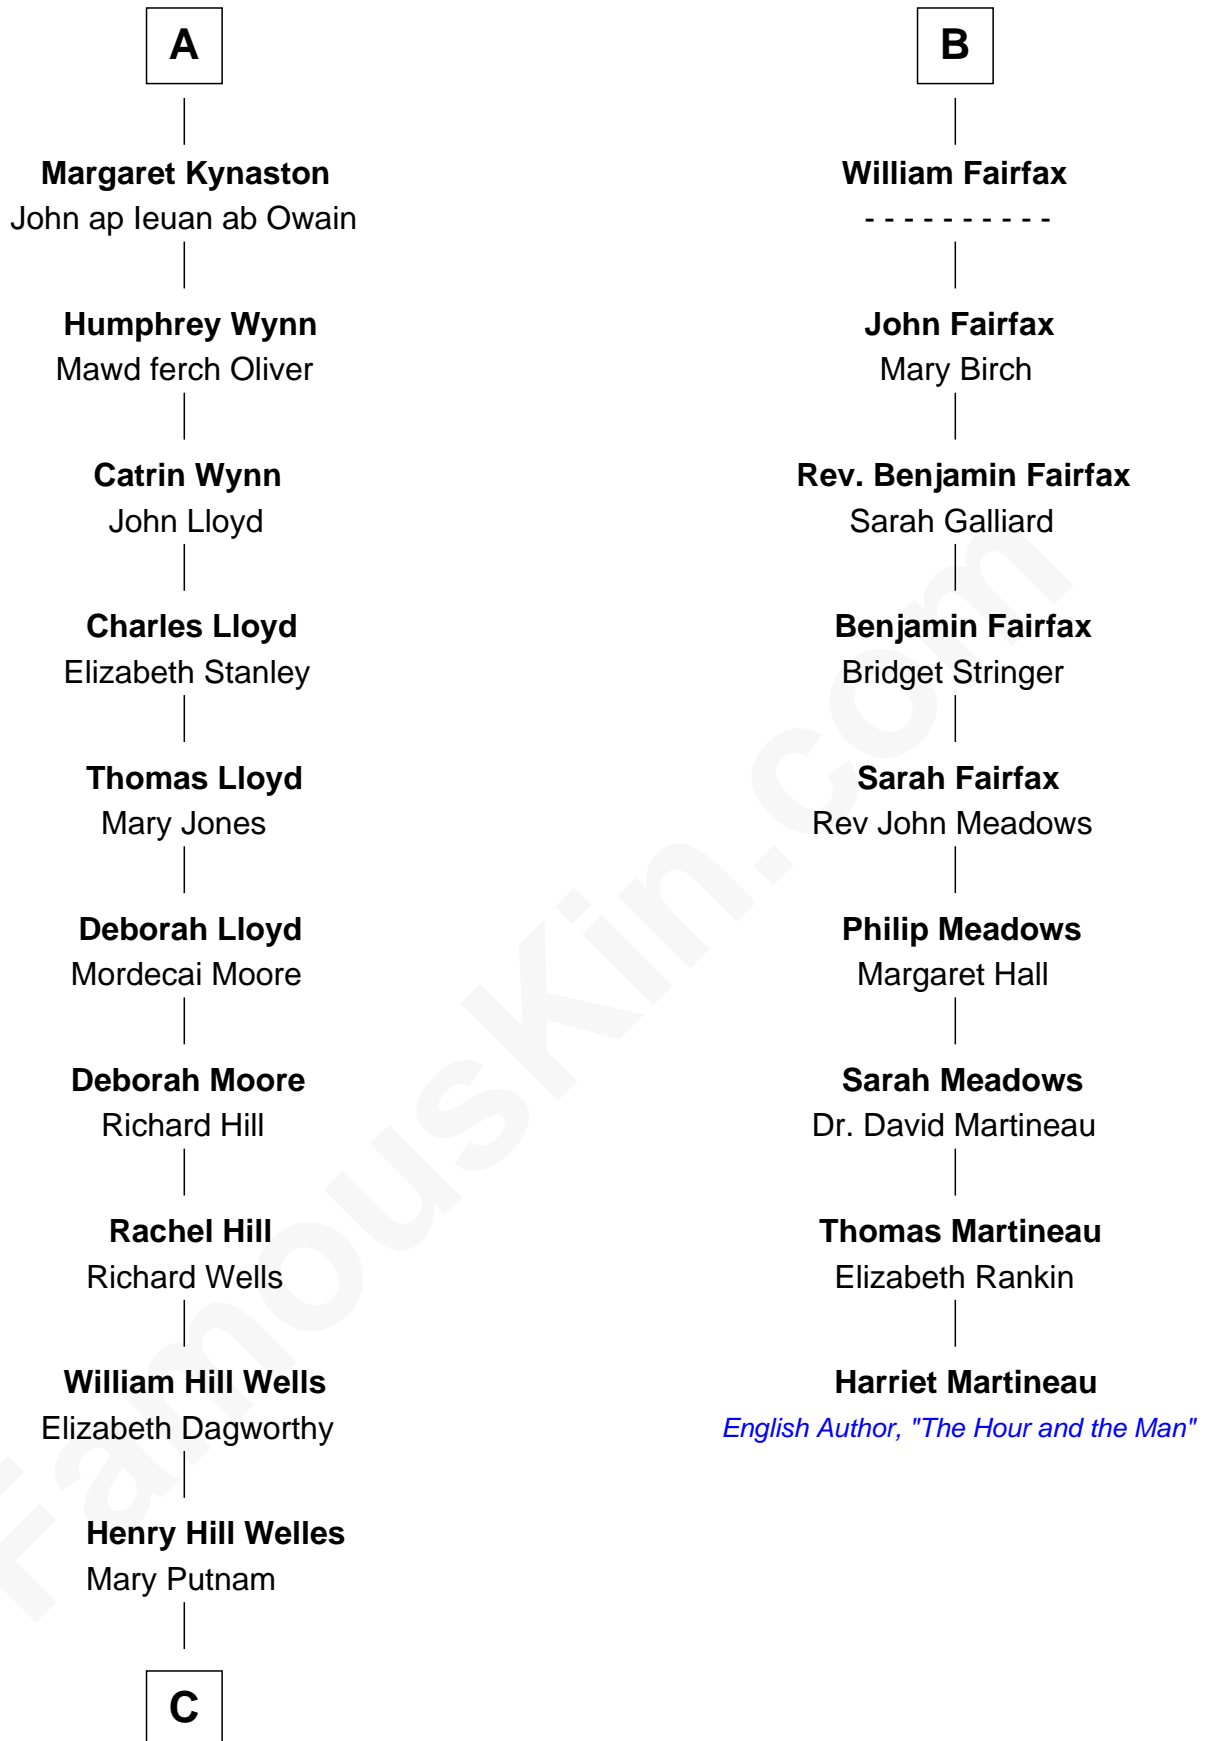 A
Margaret Kynaston
John ap Ieuan ab Owain
Humphrey Wynn
Mawd ferch Oliver
Catrin Wynn
John Lloyd
Charles Lloyd
Elizabeth Stanley
Thomas Lloyd
Mary Jones
Deborah Lloyd
Mordecai Moore
Deborah Moore
Richard Hill
Rachel Hill
Richard Wells
William Hill Wells
Elizabeth Dagworthy
Henry Hill Welles
Mary Putnam
C
B
William Fairfax
- - - - - - - - - -
John Fairfax
Mary Birch
Rev. Benjamin Fairfax
Sarah Galliard
Benjamin Fairfax
Bridget Stringer
Sarah Fairfax
Rev John Meadows
Philip Meadows
Margaret Hall
Sarah Meadows
Dr. David Martineau
Thomas Martineau
Elizabeth Rankin
Harriet Martineau
English Author, "The Hour and the Man"
FamousKin.com